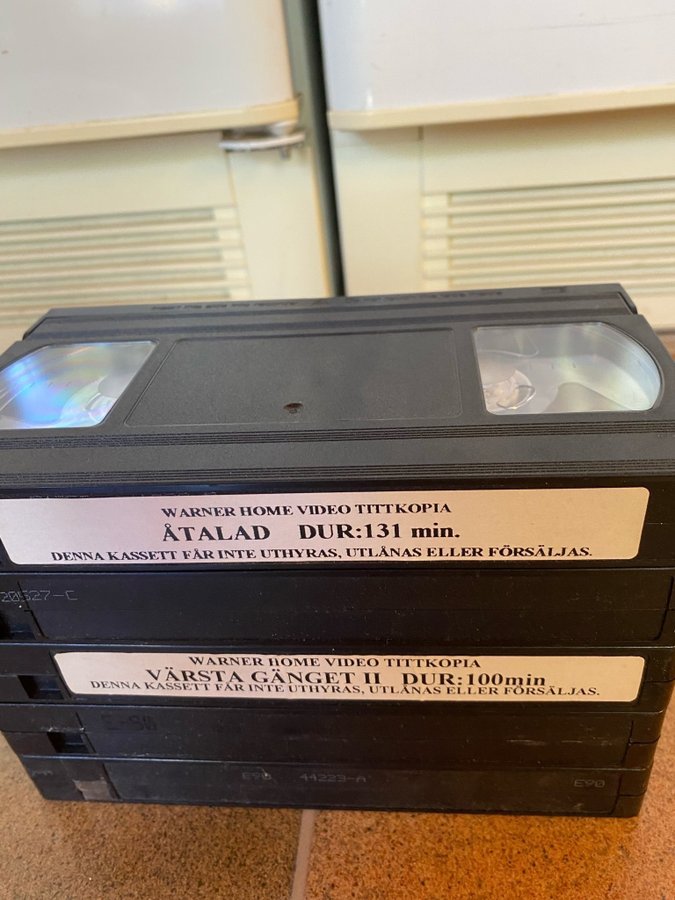 WARNER HOME VIDEO TITTKOPIA
ÅTALAD DUR:131 min.
DENNA KASSETT FÅR INTE UTHYRAS, UTLÅNAS ELLER FÖRSÄLJAS.
20527-C
WARNER HOME VIDEO TITTKOPIA
VÄRSTA GÄNGET II DUR:100min
DENNA KASSETT FÅR INTE UTHYRAS, UTLÅNAS ELLER FÖRSÄLJAS.
E-90
E90 44223-A E90